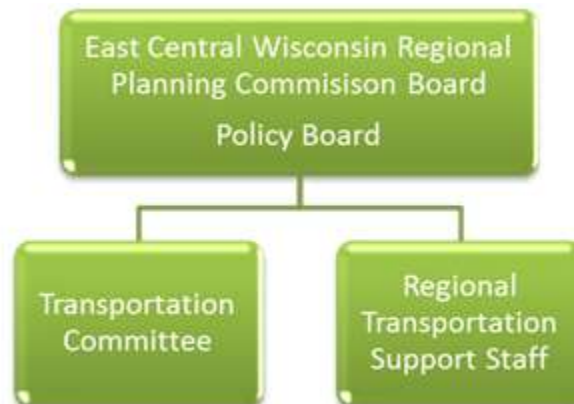 East Central Wisconsin Regional
Planning Commisison Board
Policy Board
Transportation
Committee
Regional
Transportation
Support Staff